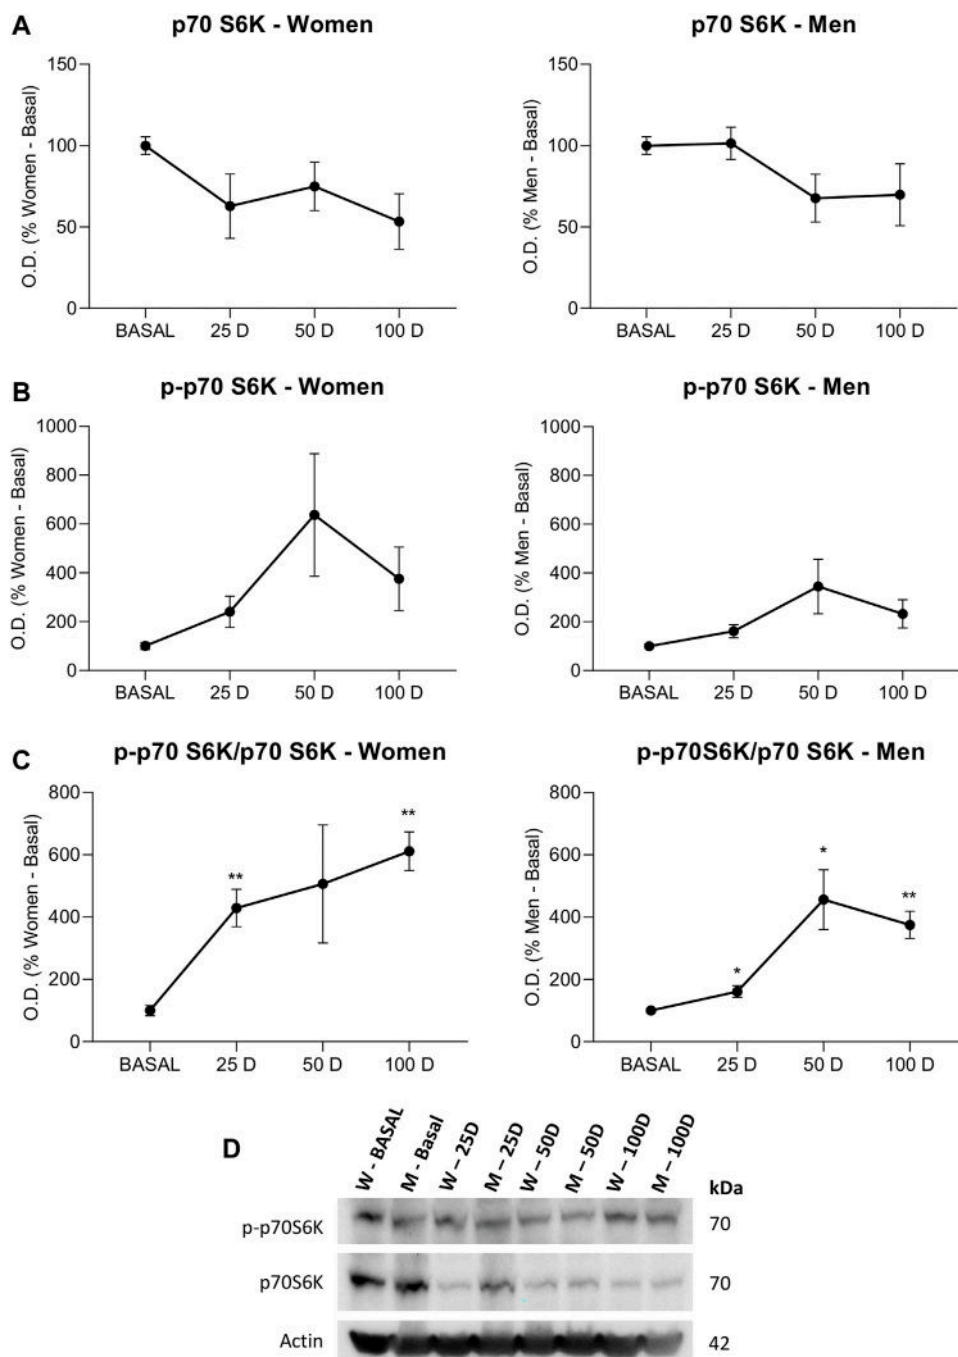 A
p70 S6K - Women
p70 S6K - Men
O.D. (% Women - Basal)
150
100
50
0
BASAL 25 D 50 D 100 D
O.D. (% Men - Basal)
150
100
50
0
BASAL 25 D 50 D 100 D
B
p-p70 S6K - Women
p-p70 S6K - Men
O.D. (% Women - Basal)
1000
800
600
400
200
0
BASAL 25 D 50 D 100 D
O.D. (% Men - Basal)
1000
800
600
400
200
0
BASAL 25 D 50 D 100 D
C
p-p70 S6K/p70 S6K - Women
p-p70S6K/p70 S6K - Men
O.D. (% Women - Basal)
800
600
400
200
0
**
**
BASAL 25 D 50 D 100 D
O.D. (% Men - Basal)
800
600
400
200
0
*
*
**
BASAL 25 D 50 D 100 D
D
W - BASAL
M - Basal
W – 25D
M – 25D
W – 50D
M – 50D
W – 100D
M – 100D
kDa
p-p70S6K 70
p70S6K 70
Actin 42